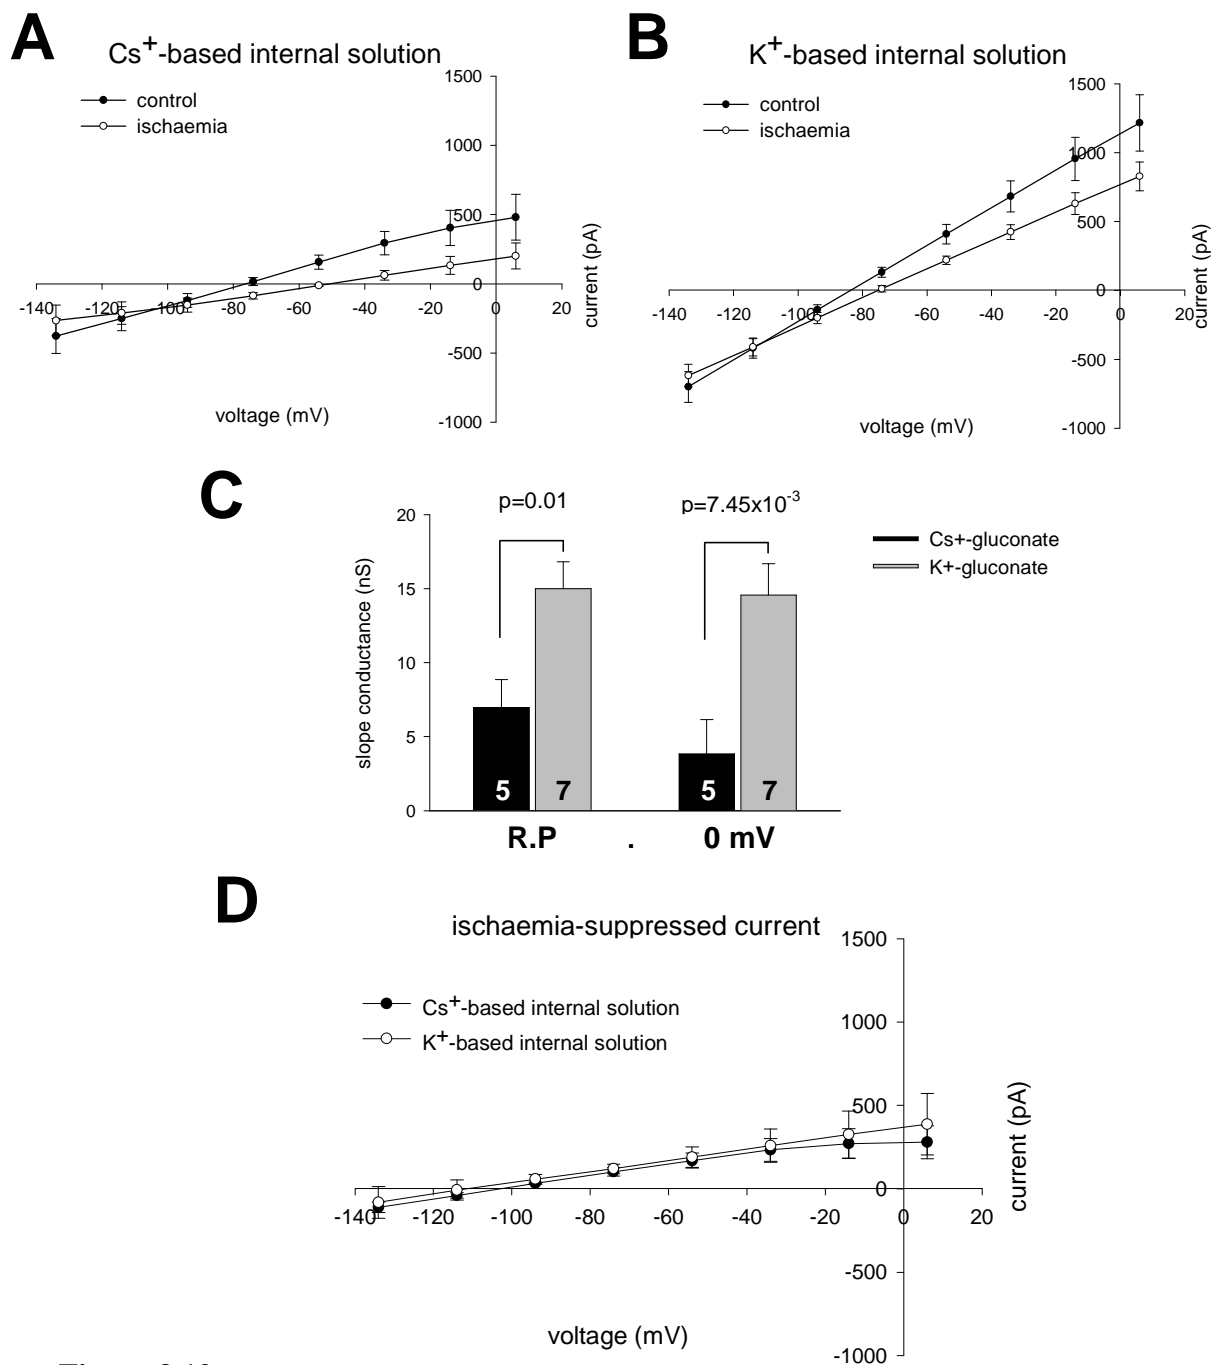 A
Cs+-based internal solution
control
ischaemia
1500
1000
500
0
-500
-1000
-140 -120 -100 -80 -60 -40 -20 0 20
current (pA)
voltage (mV)
B
K+-based internal solution
control
ischaemia
1500
1000
500
0
-500
-1000
-140 -120 -100 -80 -60 -40 -20 0 20
current (pA)
voltage (mV)
C
p=0.01
p=7.45x10-3
Cs+-gluconate
K+-gluconate
slope conductance (nS)
20
15
10
5
0
5 7 5 7
R.P . 0 mV
D
ischaemia-suppressed current
Cs+-based internal solution
K+-based internal solution
1500
1000
500
0
-500
-1000
-140 -120 -100 -80 -60 -40 -20 0 20
current (pA)
voltage (mV)